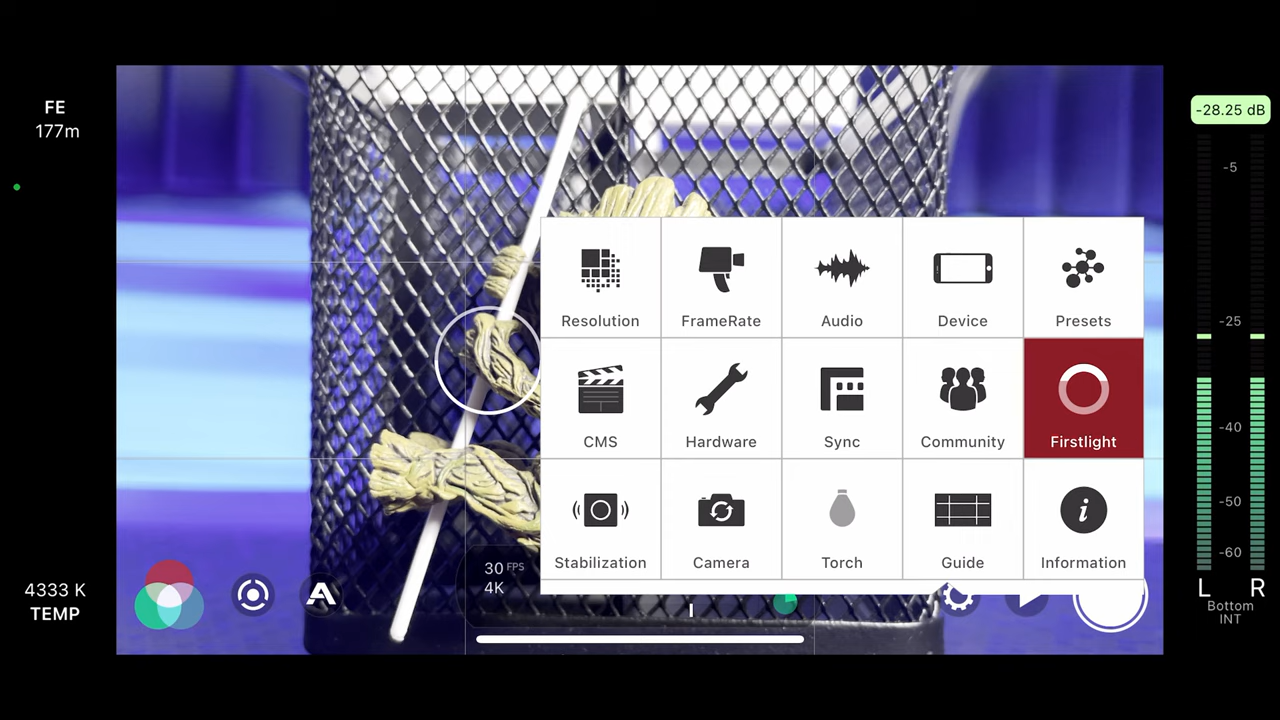 FE
177m
-28.25 dB
-5
-25
-40
-50
-60
L R
Bottom
INT
Resolution
FrameRate
Audio
Device
Presets
CMS
Hardware
Sync
Community
Firstlight
Stabilization
Camera
Torch
Guide
Information
4333 K
TEMP
A
30 FPS
4K